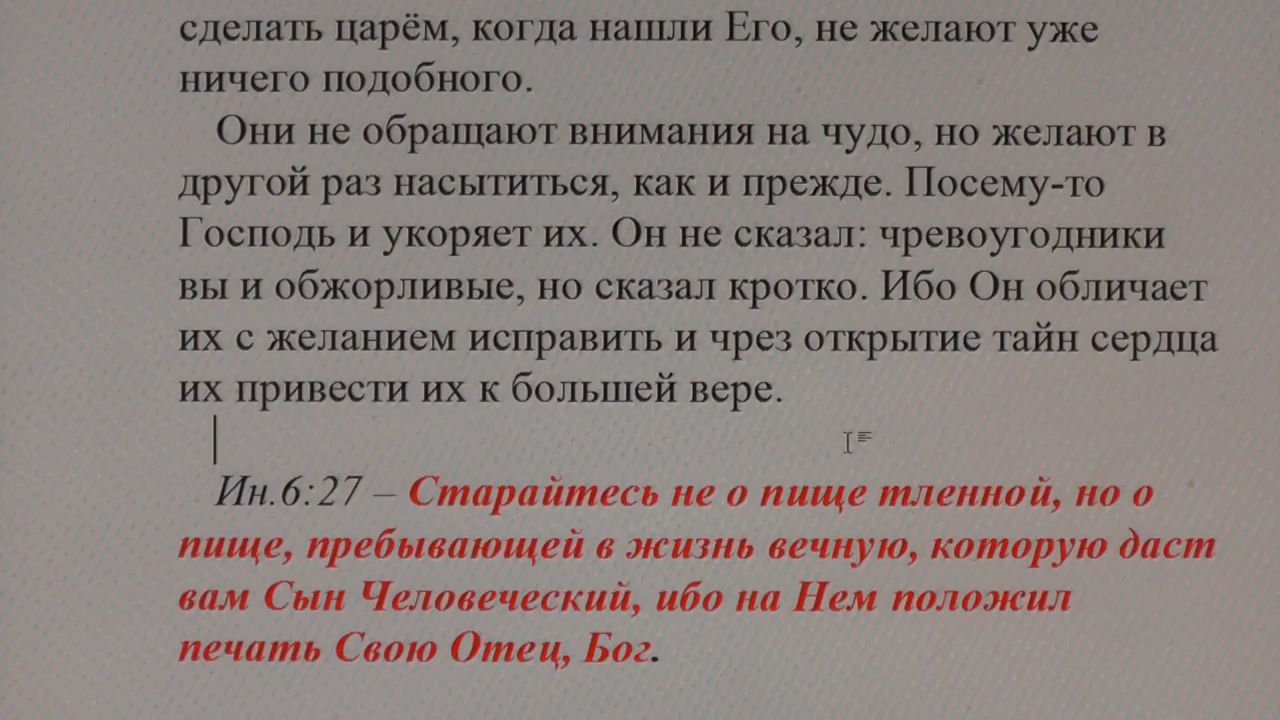 сделать царём, когда нашли Его, не желают уже
ничего подобного.
Они не обращают внимания на чудо, но желают в
другой раз насытиться, как и прежде. Посему-то
Господь и укоряет их. Он не сказал: чревоугодники
вы и обжорливые, но сказал кротко. Ибо Он обличает
их с желанием исправить и чрез открытие тайн сердца
их привести их к большей вере.
Ин.6:27 – Старайтесь не о пище тленной, но о
пище, пребывающей в жизнь вечную, которую даст
вам Сын Человеческий, ибо на Нем положил
печать Свою Отец, Бог.